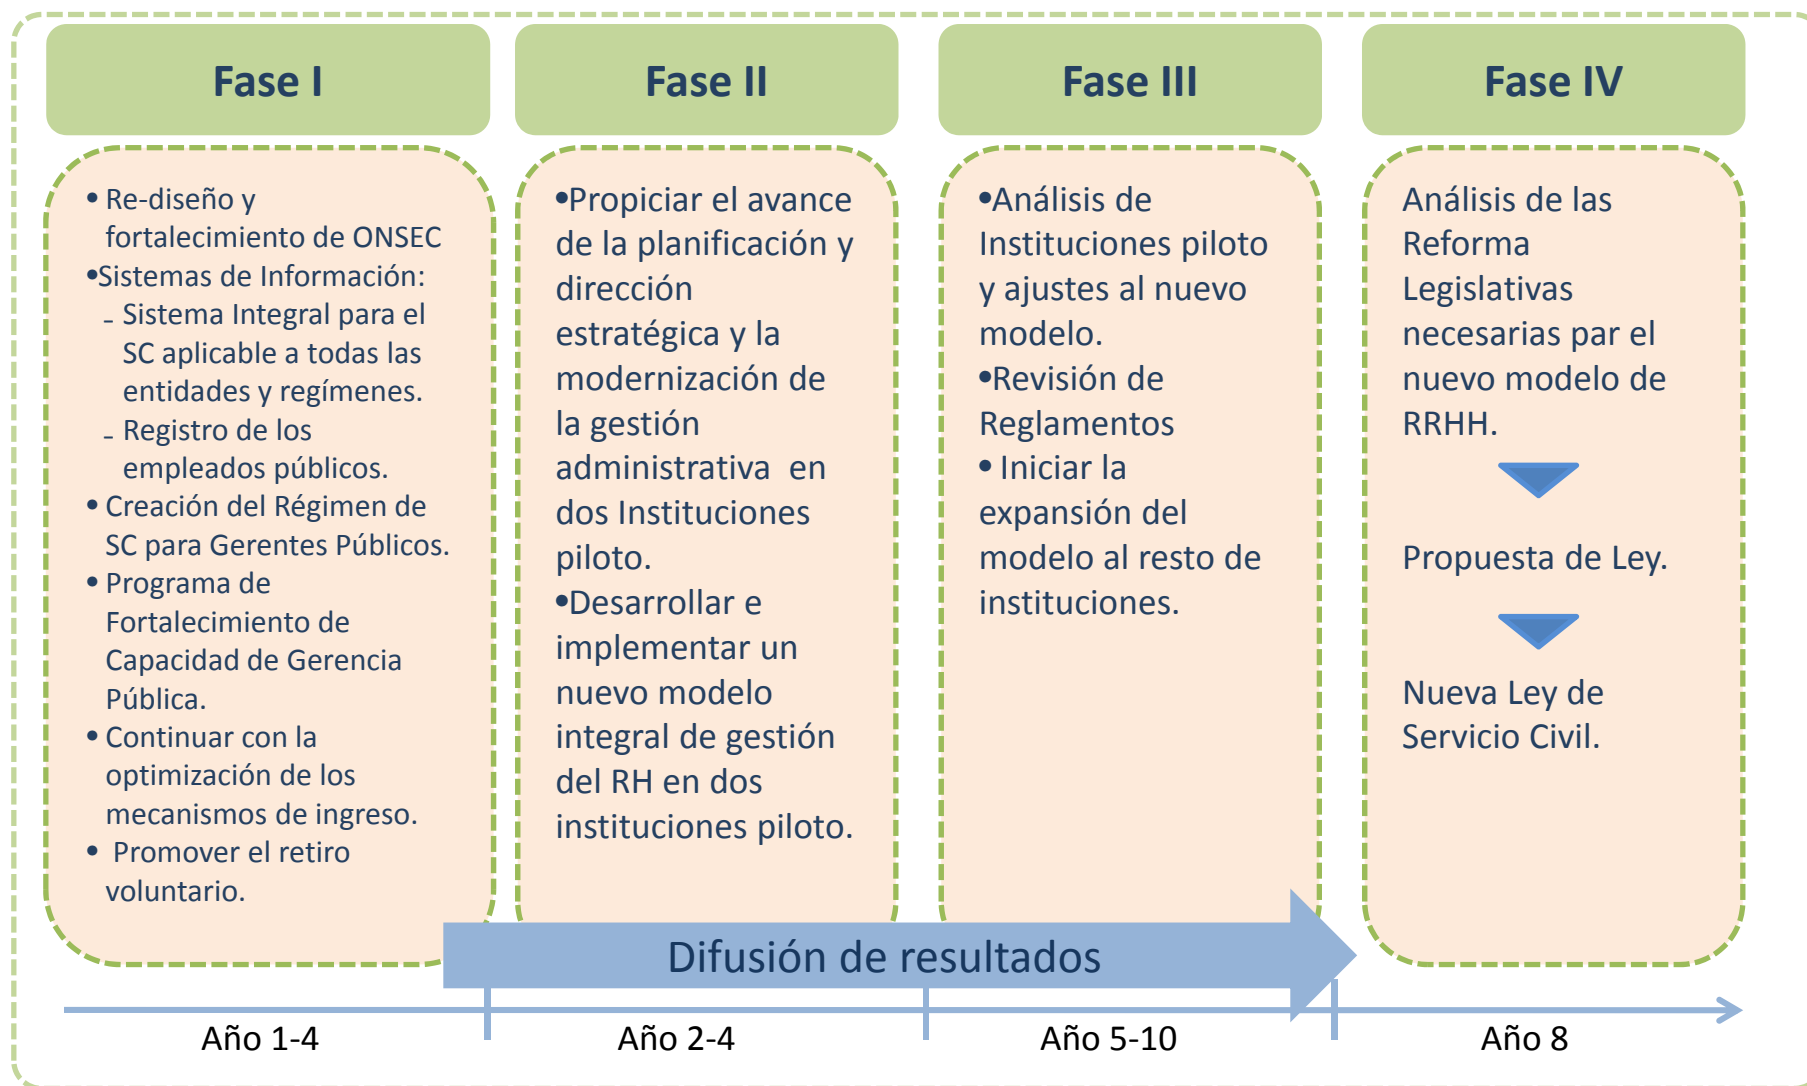 Fase I
• Re-diseño y
fortalecimiento de ONSEC
•Sistemas de Información:
- Sistema Integral para el
SC aplicable a todas las
entidades y regímenes.
- Registro de los
empleados públicos.
• Creación del Régimen de
SC para Gerentes Públicos.
• Programa de
Fortalecimiento de
Capacidad de Gerencia
Pública.
• Continuar con la
optimización de los
mecanismos de ingreso.
• Promover el retiro
voluntario.
Fase II
•Propiciar el avance
de la planificación y
dirección
estratégica y la
modernización de
la gestión
administrativa en
dos Instituciones
piloto.
•Desarrollar e
implementar un
nuevo modelo
integral de gestión
del RH en dos
instituciones piloto.
Fase III
•Análisis de
Instituciones piloto
y ajustes al nuevo
modelo.
•Revisión de
Reglamentos
• Iniciar la
expansión del
modelo al resto de
instituciones.
Fase IV
Análisis de las
Reforma
Legislativas
necesarias par el
nuevo modelo de
RRHH.
Propuesta de Ley.
Nueva Ley de
Servicio Civil.
Difusión de resultados
Año 1-4
Año 2-4
Año 5-10
Año 8